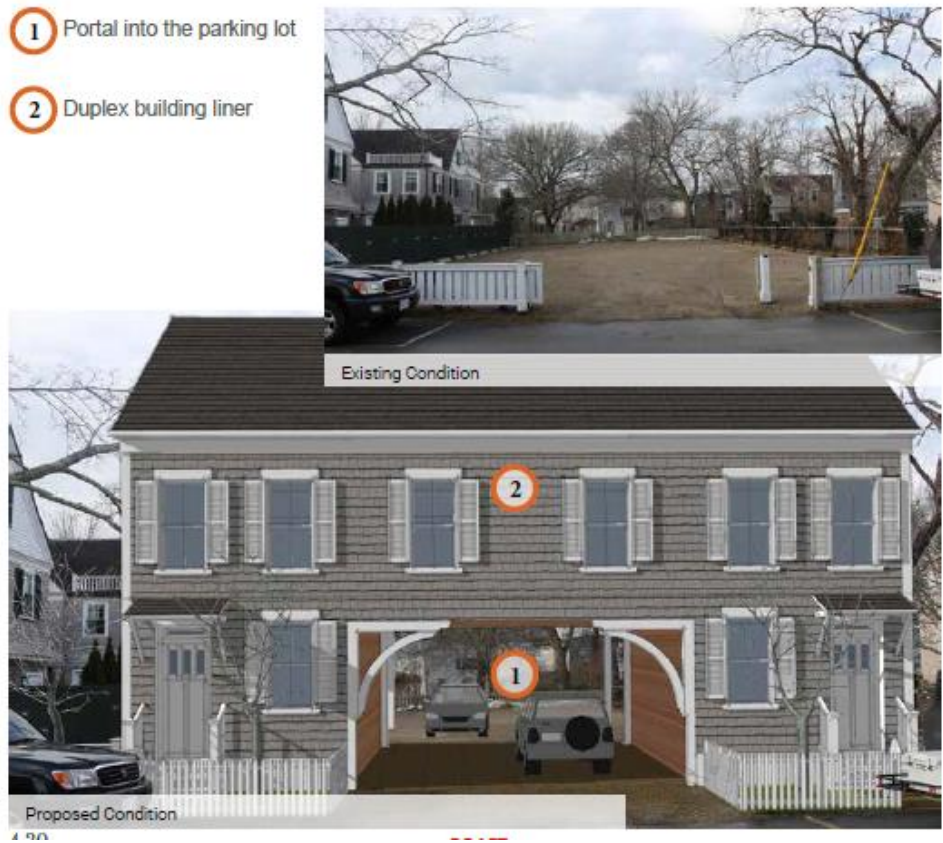 1 Portal into the parking lot
2 Duplex building liner
Existing Condition
2
1
Proposed Condition